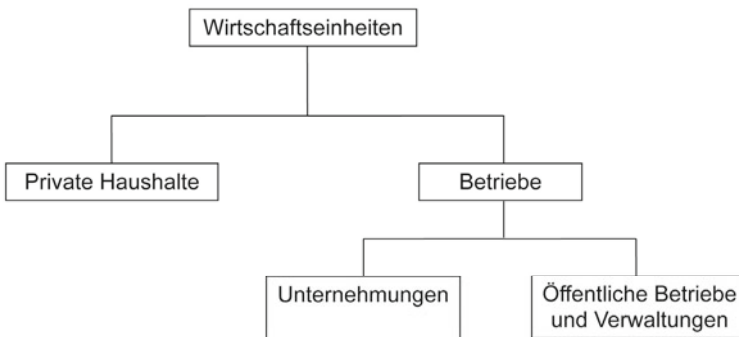 Wirtschaftseinheiten
Private Haushalte
Betriebe
Unternehmungen
Öffentliche Betriebe
und Verwaltungen